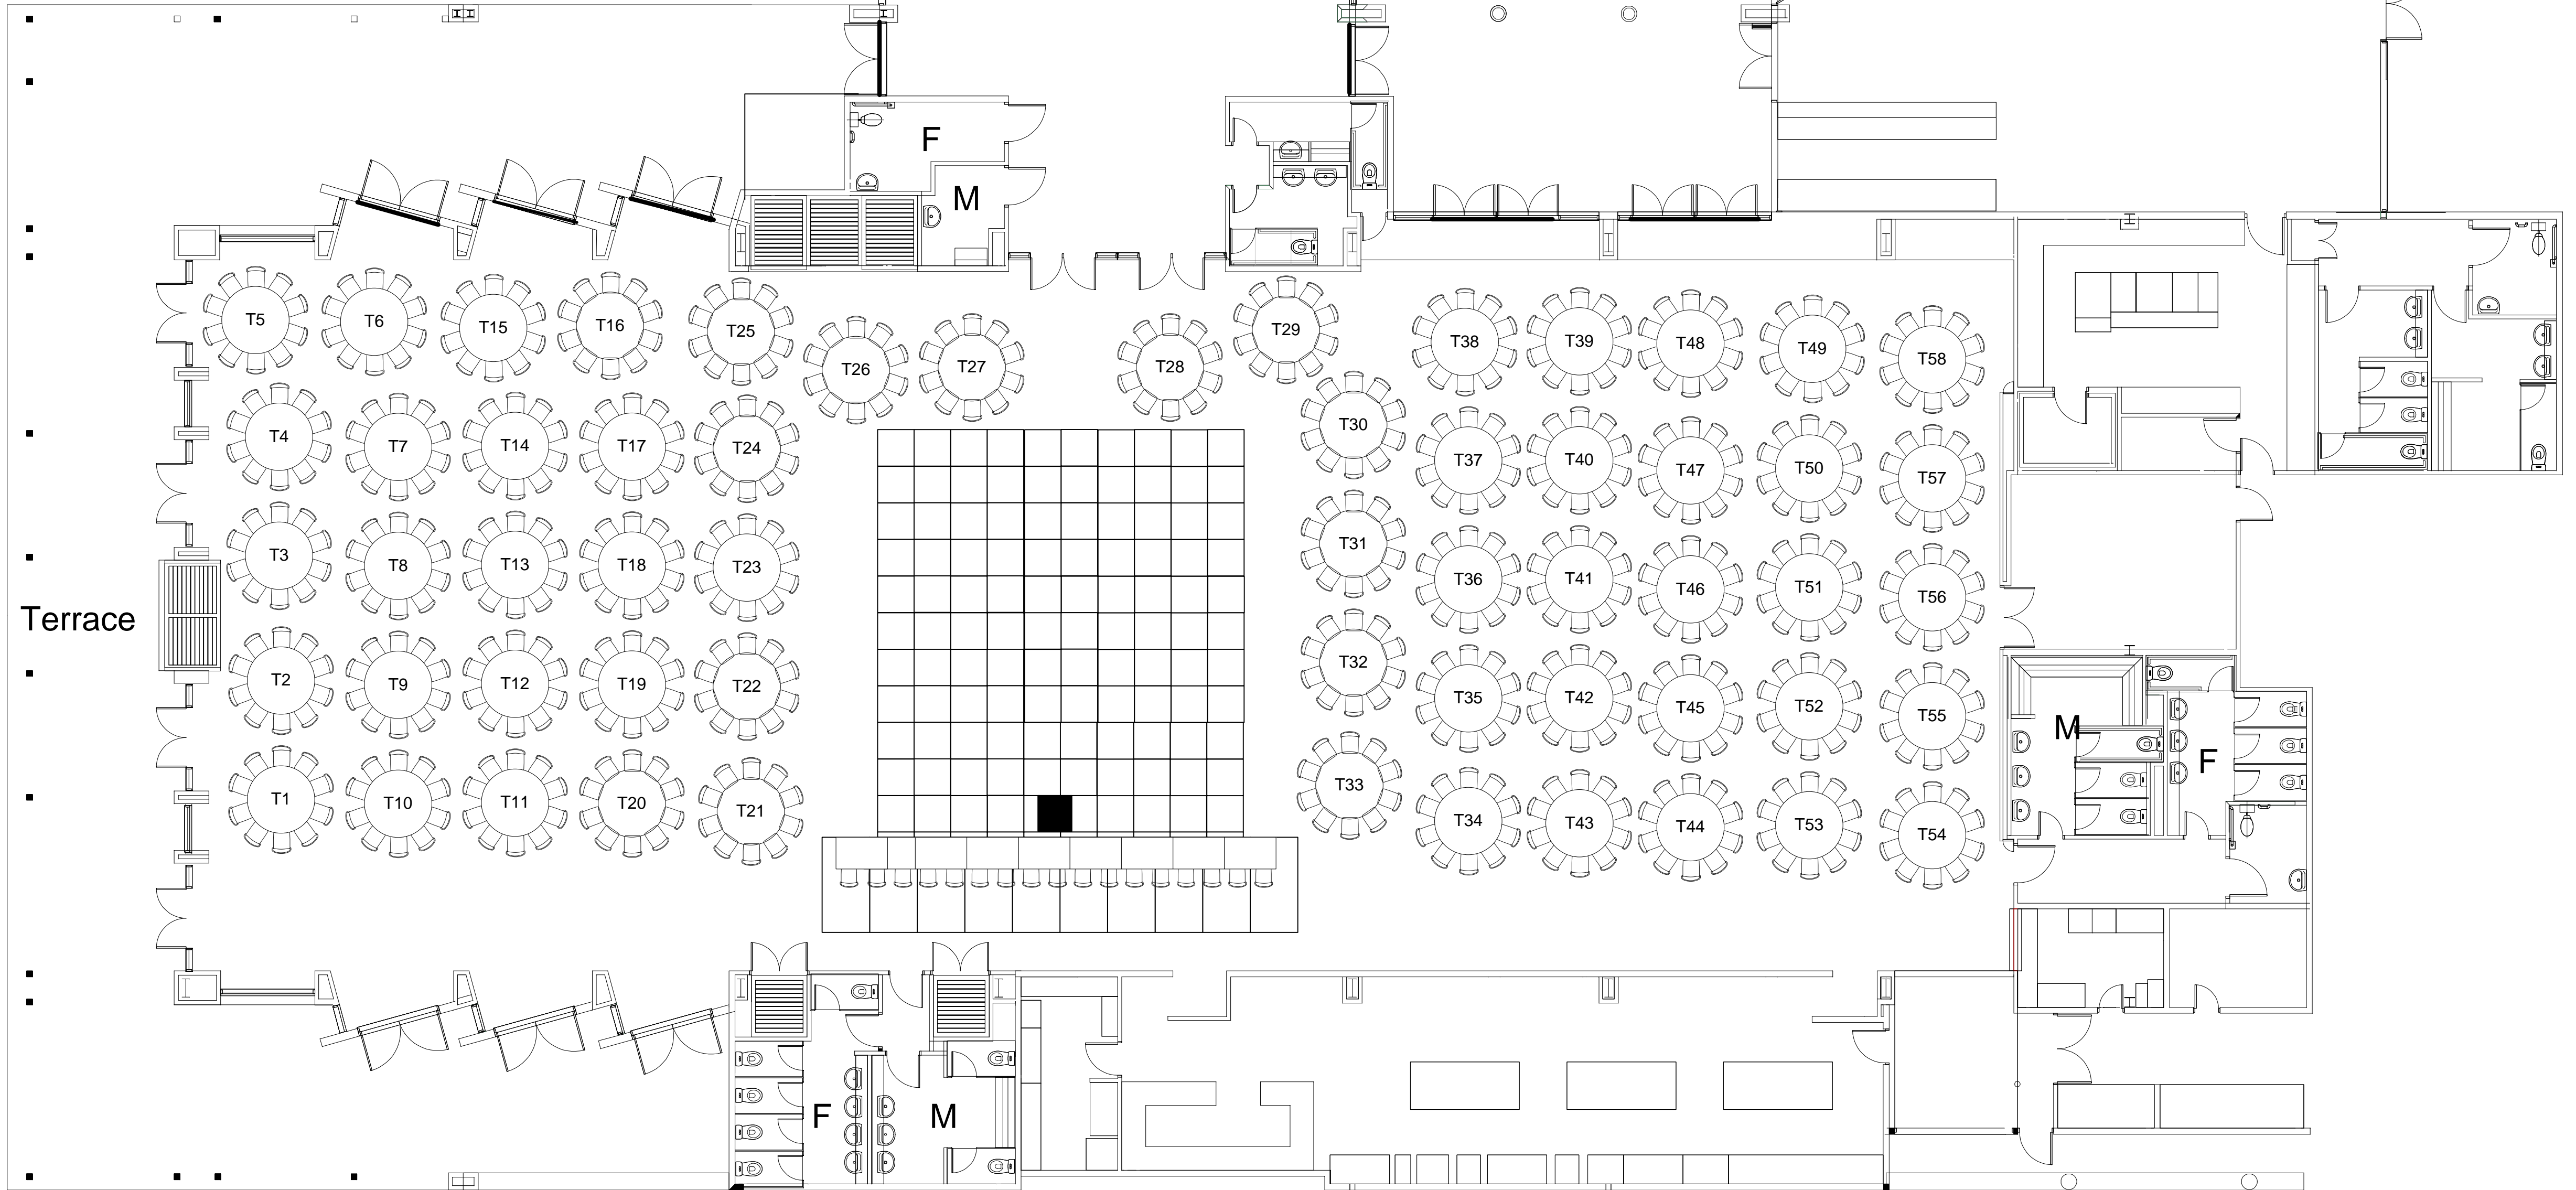 F
M
T5 T6 T15 T16 T25
T26 T27 T28 T29
T38 T39 T48 T49 T58
T4 T7 T14 T17 T24
T30 T37 T40 T47 T50 T57
T3 T8 T13 T18 T23
T31 T36 T41 T46 T51 T56
Terrace
T2 T9 T12 T19 T22
T32 T35 T42 T45 T52 T55
M
F
T1 T10 T11 T20 T21
T33 T34 T43 T44 T53 T54
F M